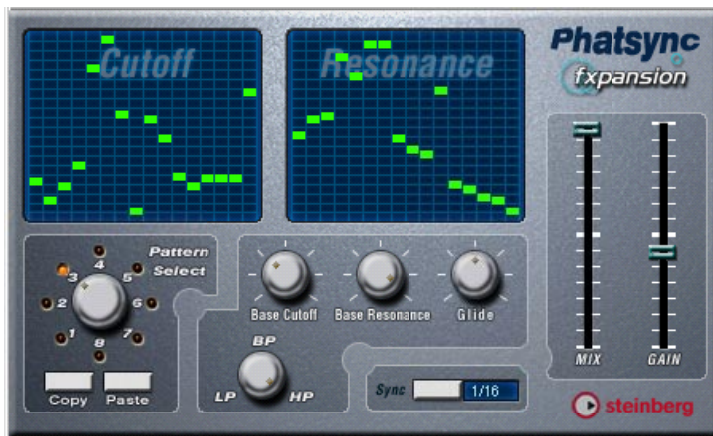 Cutoff
Resonance
Phatsync
fxpansion
Pattern
Select
4
3
5
2
6
1
7
8
Copy
Paste
Base Cutoff
Base Resonance
Glide
BP
LP
HP
Sync
1/16
MIX
GAIN
steinberg